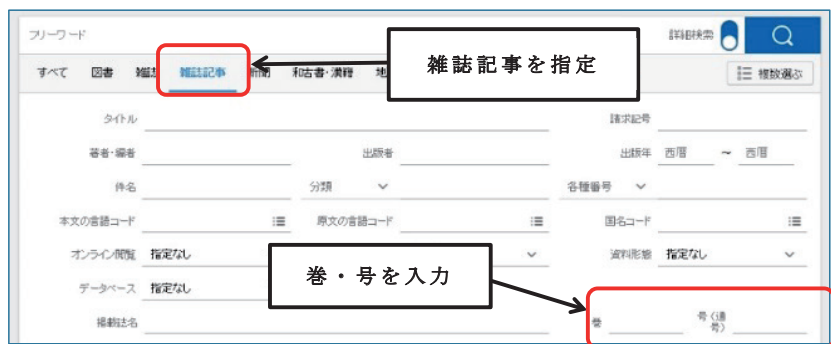 フリーワード 詳細検索
すべて 図書 雑誌記事 新聞 和古書・漢籍 地 複数選ぶ
雑誌記事を指定
タイトル 請求記号
著者・編者 出版者 出版年 西暦 ~ 西暦
件名 分類 各種番号
本文の言語コード 原文の言語コード 国名コード
オンライン閲覧 指定なし 資料形態 指定なし
巻・号を入力
データベース 指定なし
掲載誌名 巻 号(通号)